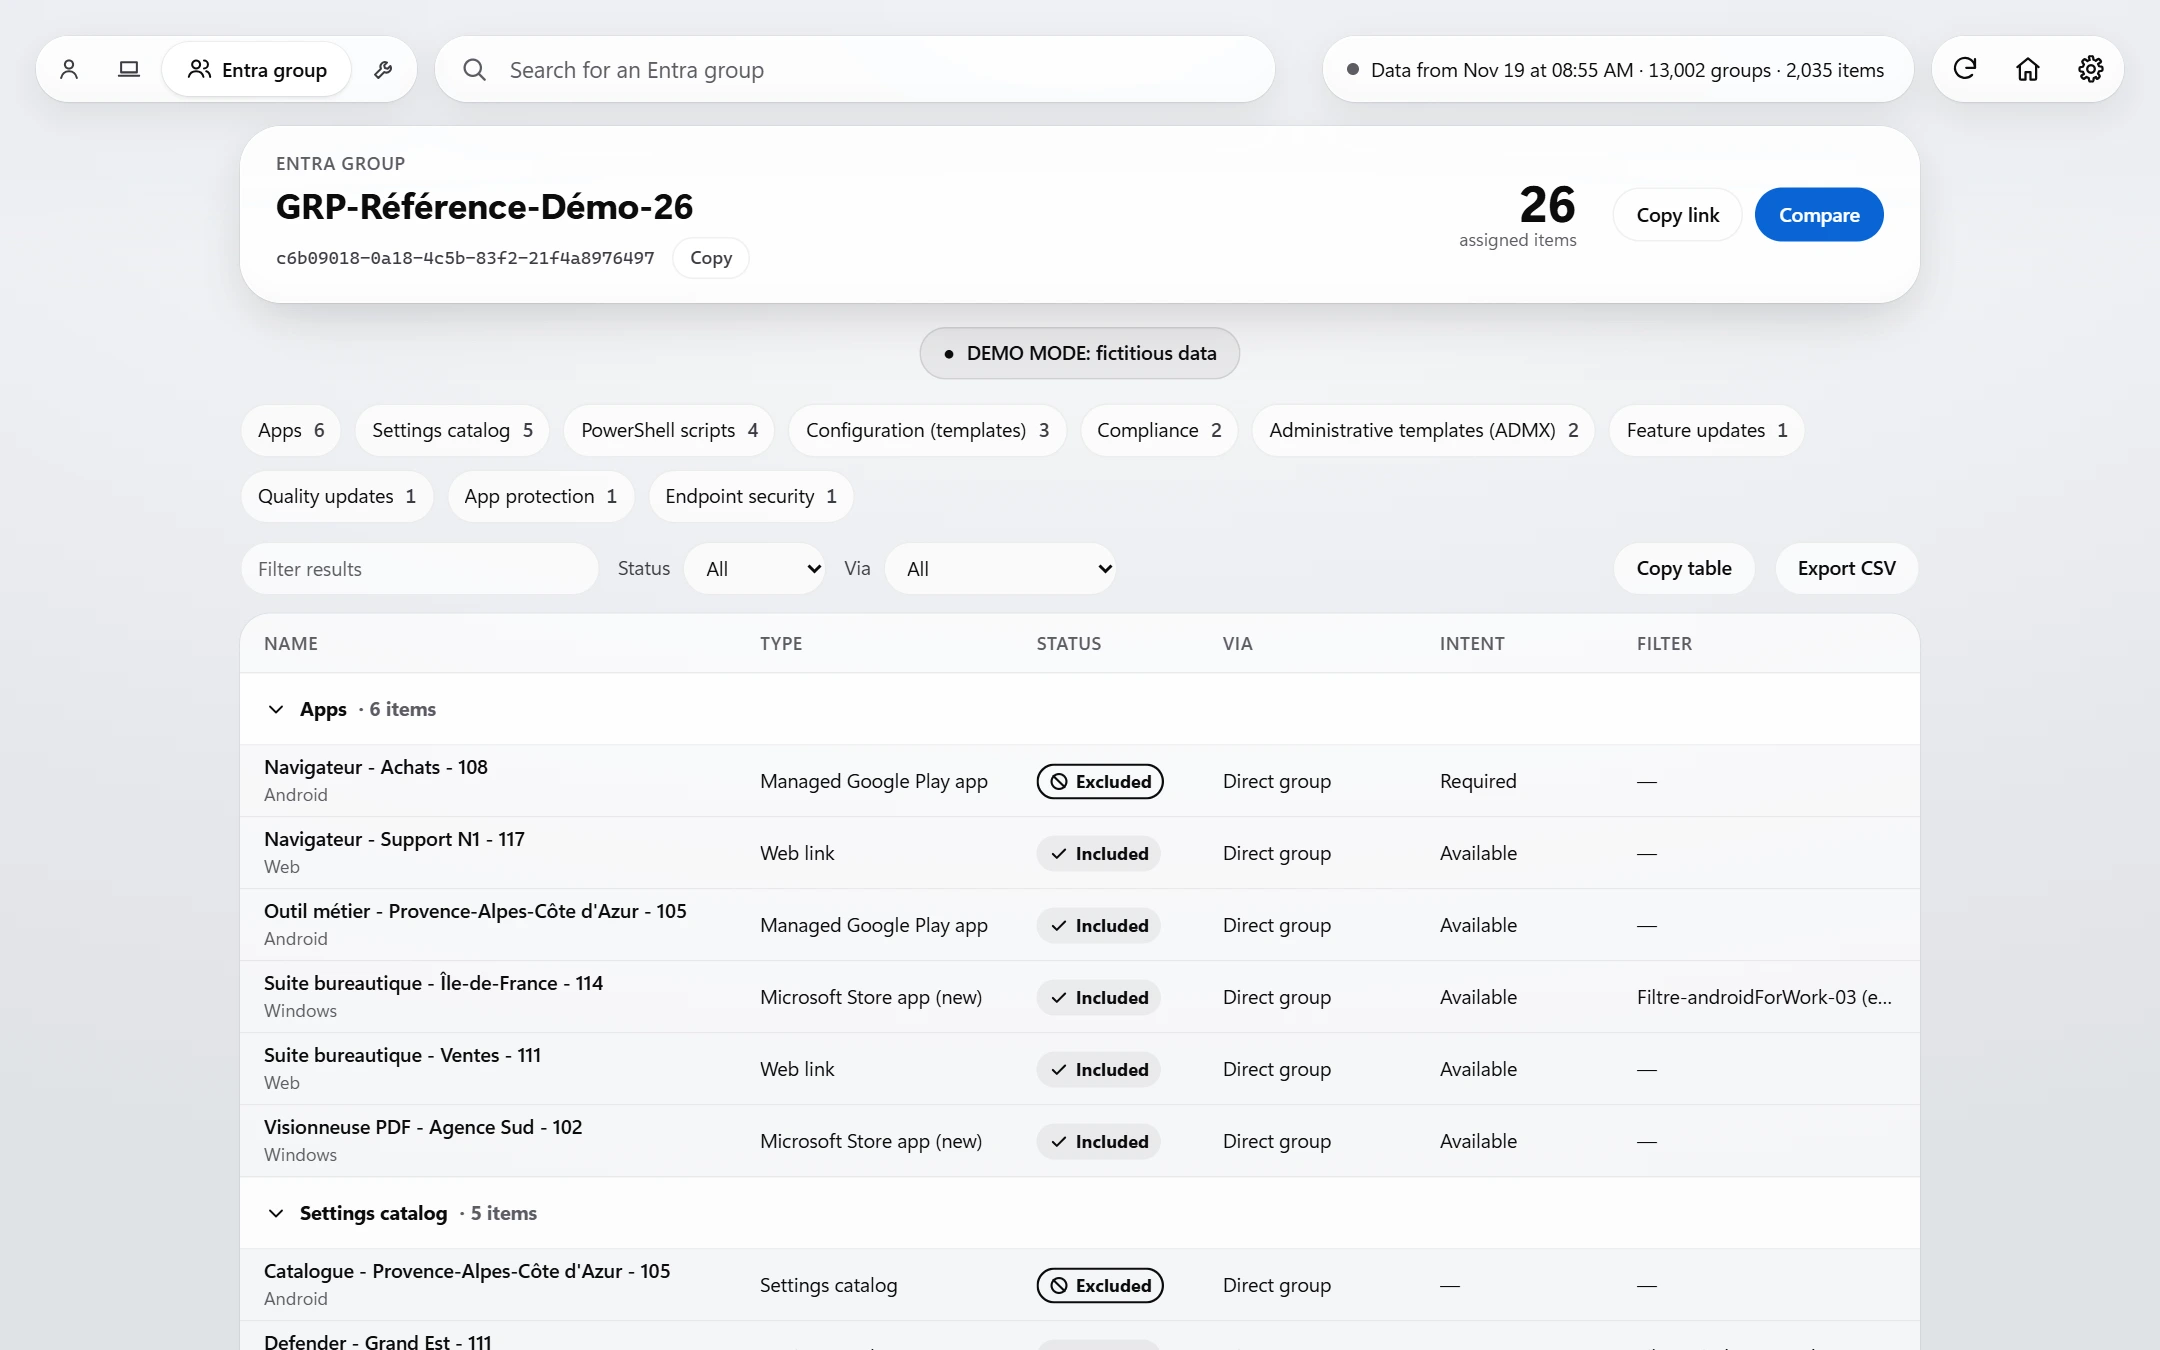 Entra group
Search for an Entra group
Data from Nov 19 at 08:55 AM · 13,002 groups · 2,035 items
ENTRA GROUP
GRP-Référence-Démo-26
c6b09018-0a18-4c5b-83f2-21f4a8976497 Copy
26
assigned items
Copy link
Compare
DEMO MODE: fictitious data
Apps 6
Settings catalog 5
PowerShell scripts 4
Configuration (templates) 3
Compliance 2
Administrative templates (ADMX) 2
Feature updates 1
Quality updates 1
App protection 1
Endpoint security 1
Filter results Status All Via All Copy table Export CSV
NAME TYPE STATUS VIA INTENT FILTER
Apps · 6 items
Navigateur - Achats - 108
Android
Managed Google Play app Excluded Direct group Required —
Navigateur - Support N1 - 117
Web
Web link Included Direct group Available —
Outil métier - Provence-Alpes-Côte d'Azur - 105
Android
Managed Google Play app Included Direct group Available —
Suite bureautique - Île-de-France - 114
Windows
Microsoft Store app (new) Included Direct group Available Filtre-androidForWork-03 (e...
Suite bureautique - Ventes - 111
Web
Web link Included Direct group Available —
Visionneuse PDF - Agence Sud - 102
Windows
Microsoft Store app (new) Included Direct group Available —
Settings catalog · 5 items
Catalogue - Provence-Alpes-Côte d'Azur - 105
Android
Settings catalog Excluded Direct group — —
Defender - Grand Est - 111